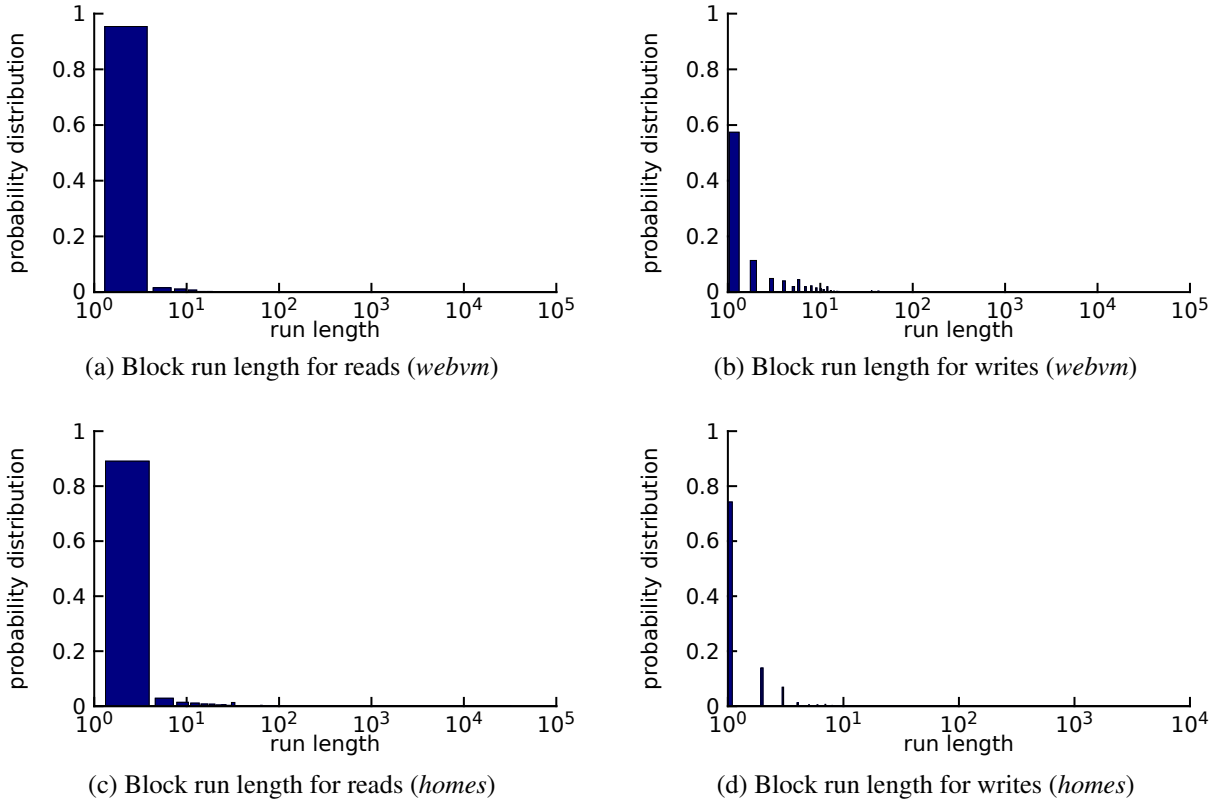 1
0.8
0.6
0.4
0.2
0
probability distribution
10^0 10^1 10^2 10^3 10^4 10^5
run length
(a) Block run length for reads (webvm)
1
0.8
0.6
0.4
0.2
0
probability distribution
10^0 10^1 10^2 10^3 10^4 10^5
run length
(b) Block run length for writes (webvm)
1
0.8
0.6
0.4
0.2
0
probability distribution
10^0 10^1 10^2 10^3 10^4 10^5
run length
(c) Block run length for reads (homes)
1
0.8
0.6
0.4
0.2
0
probability distribution
10^0 10^1 10^2 10^3 10^4
run length
(d) Block run length for writes (homes)